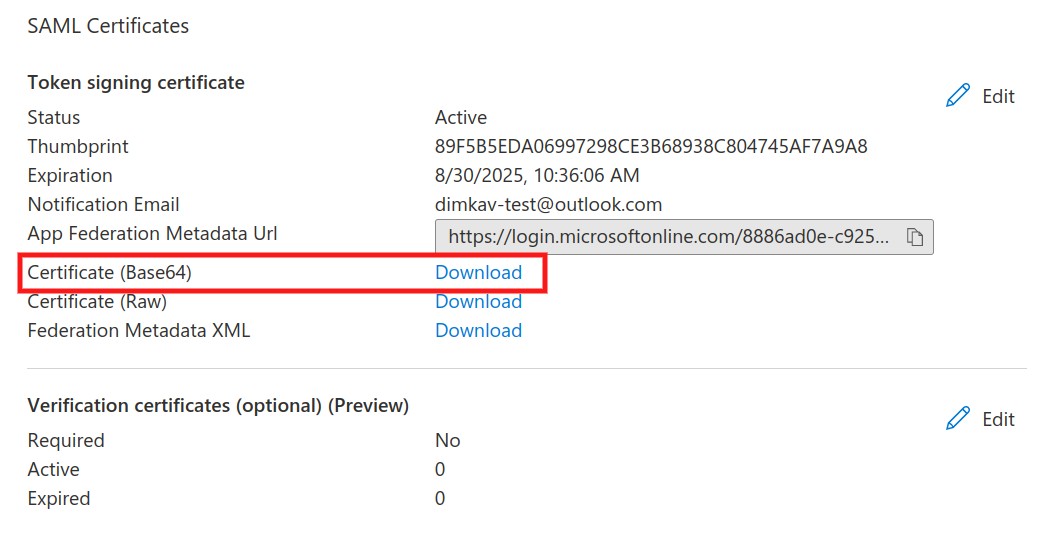 SAML Certificates
Token signing certificate
Edit
Status Active
Thumbprint 89F5B5EDA06997298CE3B68938C804745AF7A9A8
Expiration 8/30/2025, 10:36:06 AM
Notification Email dimkav-test@outlook.com
App Federation Metadata Url https://login.microsoftonline.com/8886ad0e-c925...
Certificate (Base64) Download
Certificate (Raw) Download
Federation Metadata XML Download
Verification certificates (optional) (Preview)
Edit
Required No
Active 0
Expired 0